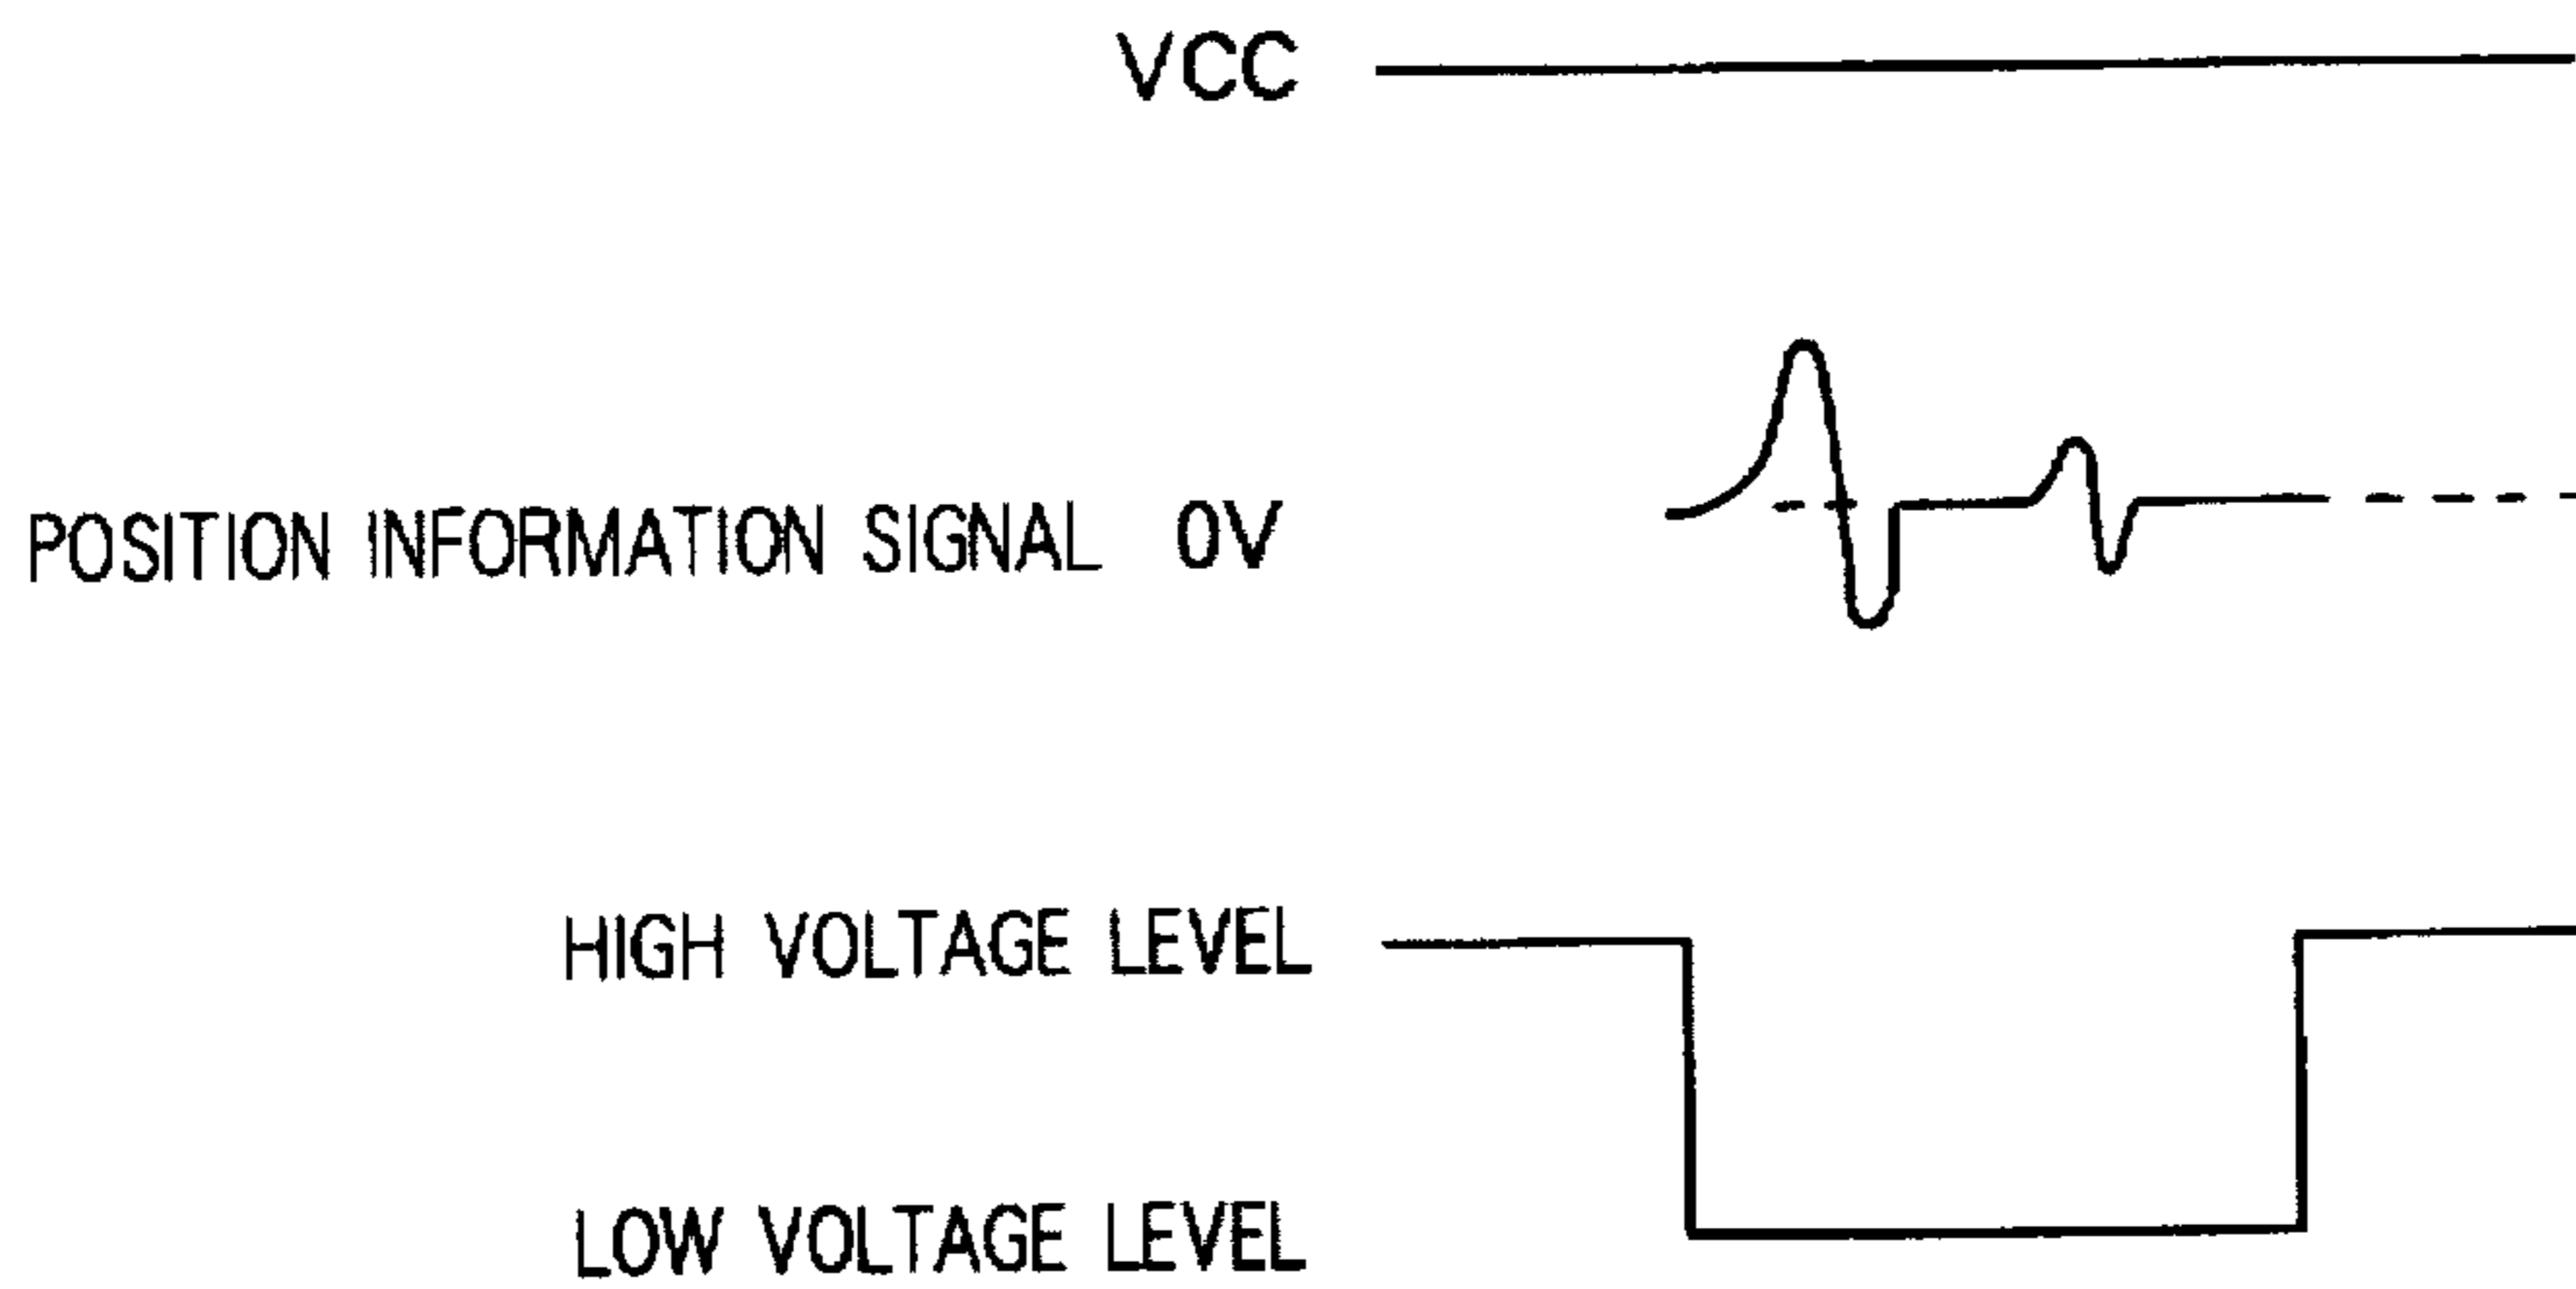 VCC
POSITION INFORMATION SIGNAL 0V
HIGH VOLTAGE LEVEL
LOW VOLTAGE LEVEL